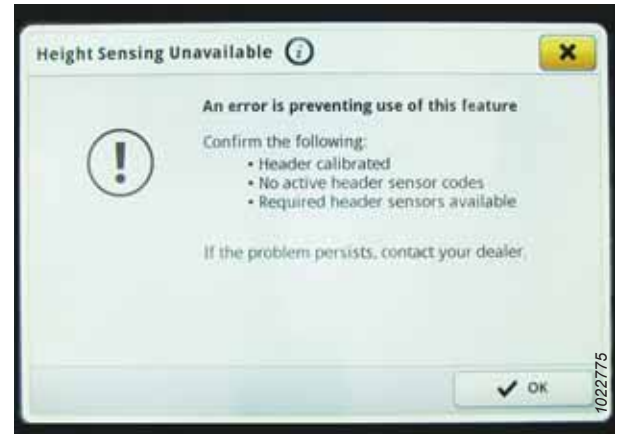 Height Sensing Unavailable
An error is preventing use of this feature
Confirm the following:
• Header calibrated
• No active header sensor codes
• Required header sensors available
If the problem persists, contact your dealer.
OK
1022775